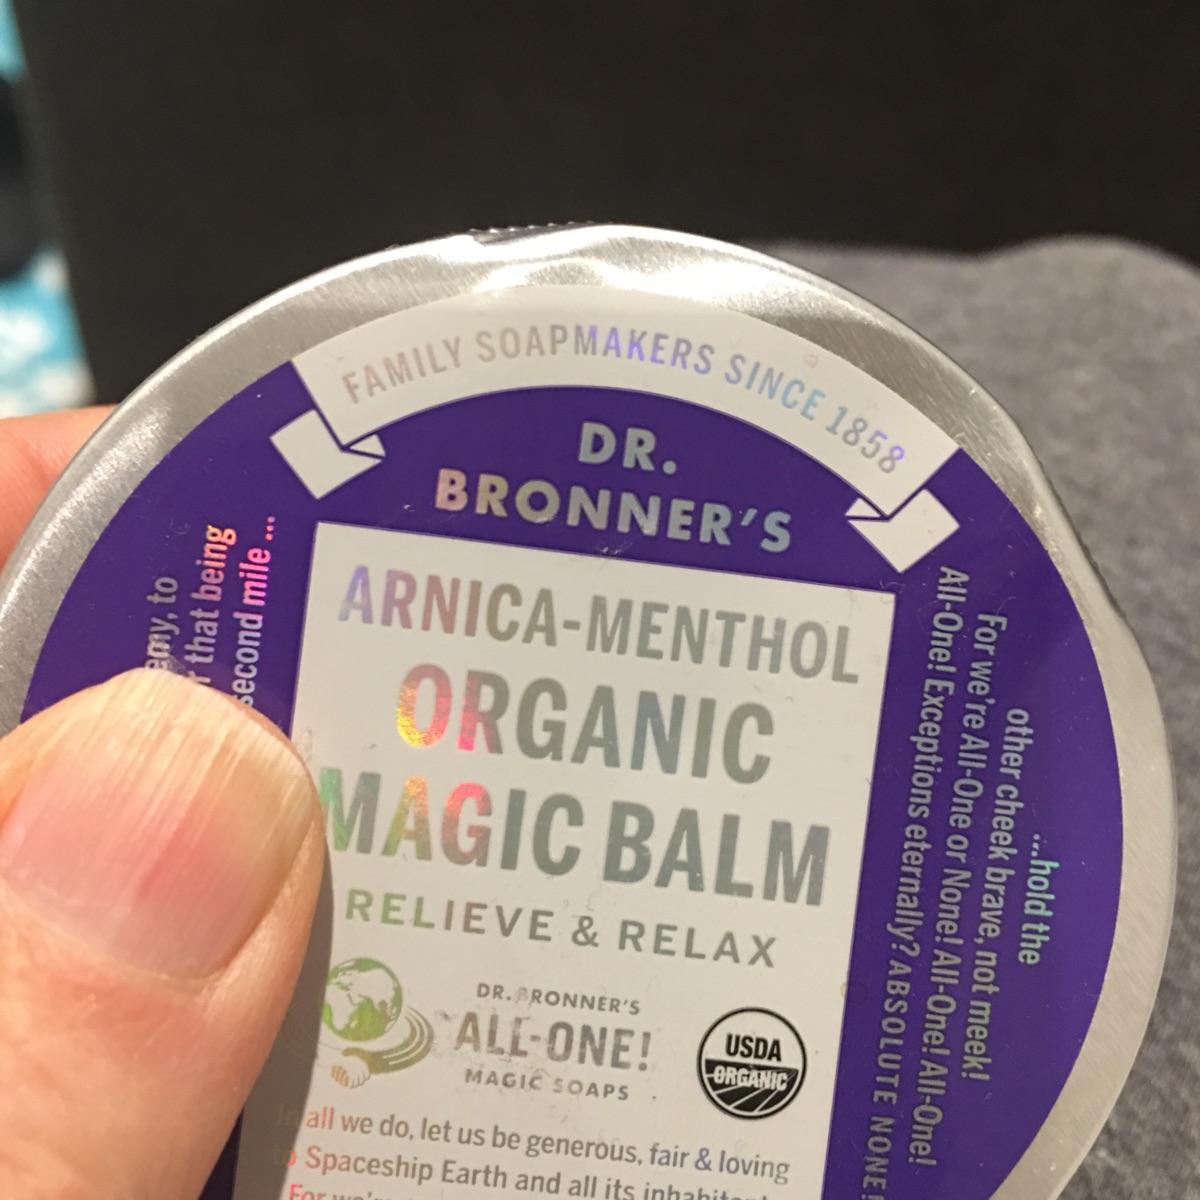 FAMILY SOAPMAKERS SINCE 1858
DR.
BRONNER'S
ARNICA-MENTHOL
ORGANIC
MAGIC BALM
RELIEVE & RELAX
DR. BRONNER'S
ALL-ONE!
MAGIC SOAPS
USDA
ORGANIC
In all we do, let us be generous, fair & loving
to Spaceship Earth and all its
that being
second mile ...
...hold the
other cheek brave, not meek!
For we're All-One or None! All-One! All-One!
All-One! Exceptions eternally? ABSOLUTE NONE!